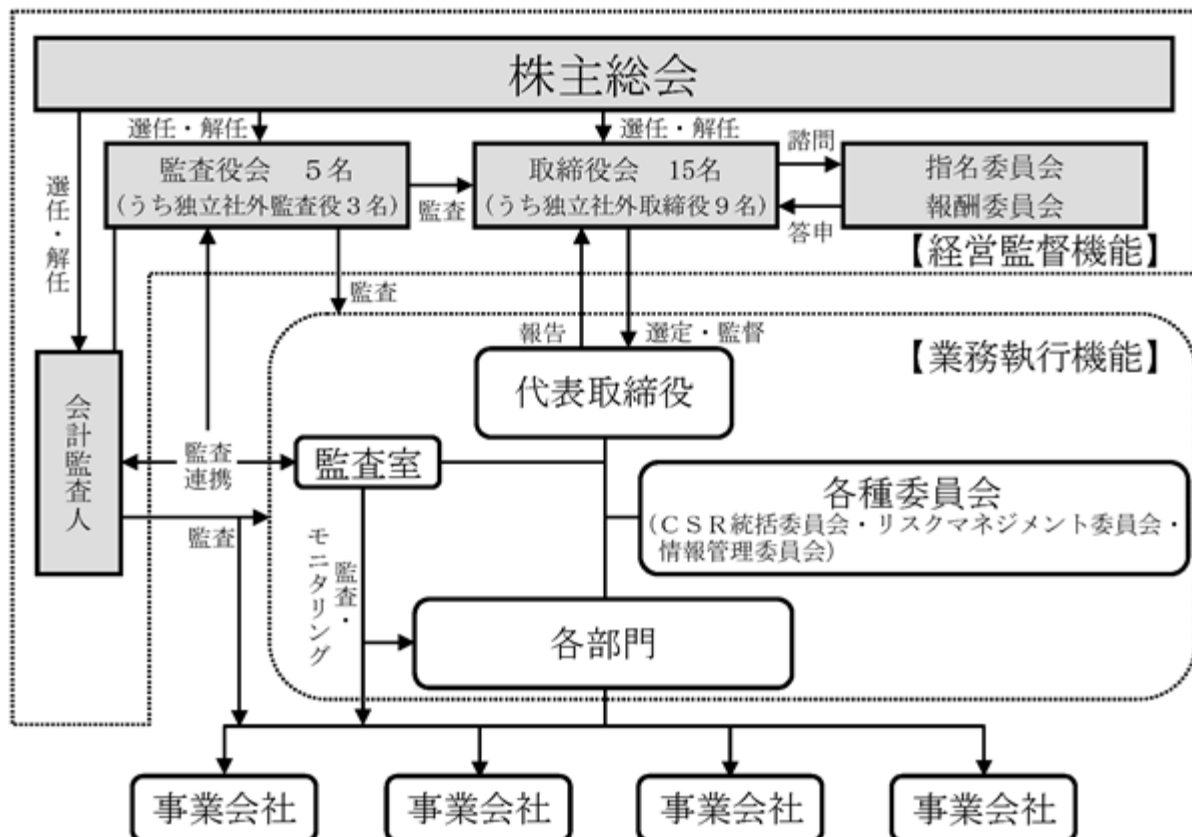 株主総会
選任・解任
選任・解任
諮問
選任・解任
監査役会　５名
(うち独立社外監査役３名)
監査
取締役会　15名
(うち独立社外取締役９名)
指名委員会
報酬委員会
答申
【経営監督機能】
監査
報告
選定・監督
【業務執行機能】
代表取締役
会計監査人
監査
連携
監査室
各種委員会
(ＣＳＲ統括委員会・リスクマネジメント委員会・
情報管理委員会)
監査
監査・
モニタリング
各部門
事業会社
事業会社
事業会社
事業会社